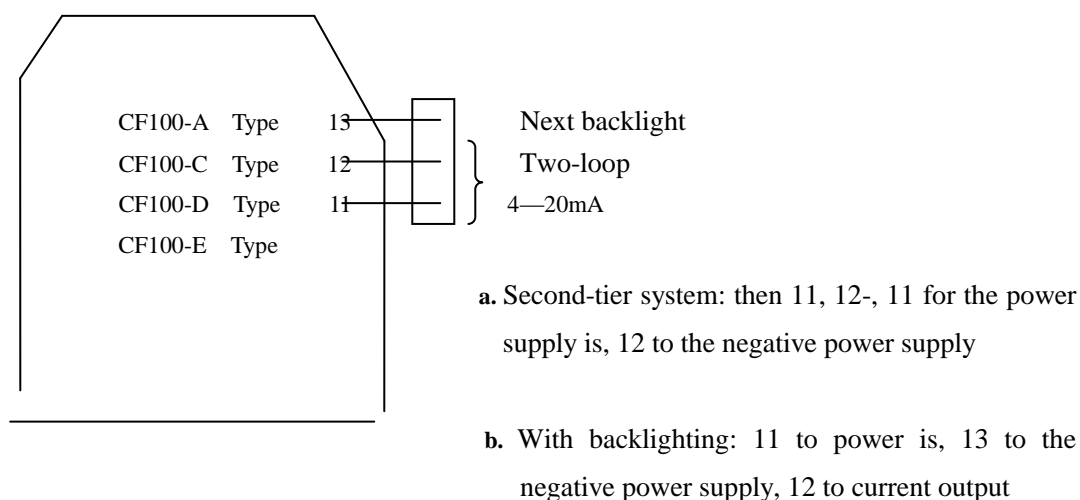 CF100-A Type 13 Next backlight
CF100-C Type 12 Two-loop
CF100-D Type 11 4—20mA
CF100-E Type
a. Second-tier system: then 11, 12-, 11 for the power
supply is, 12 to the negative power supply
b. With backlighting: 11 to power is, 13 to the
negative power supply, 12 to current output